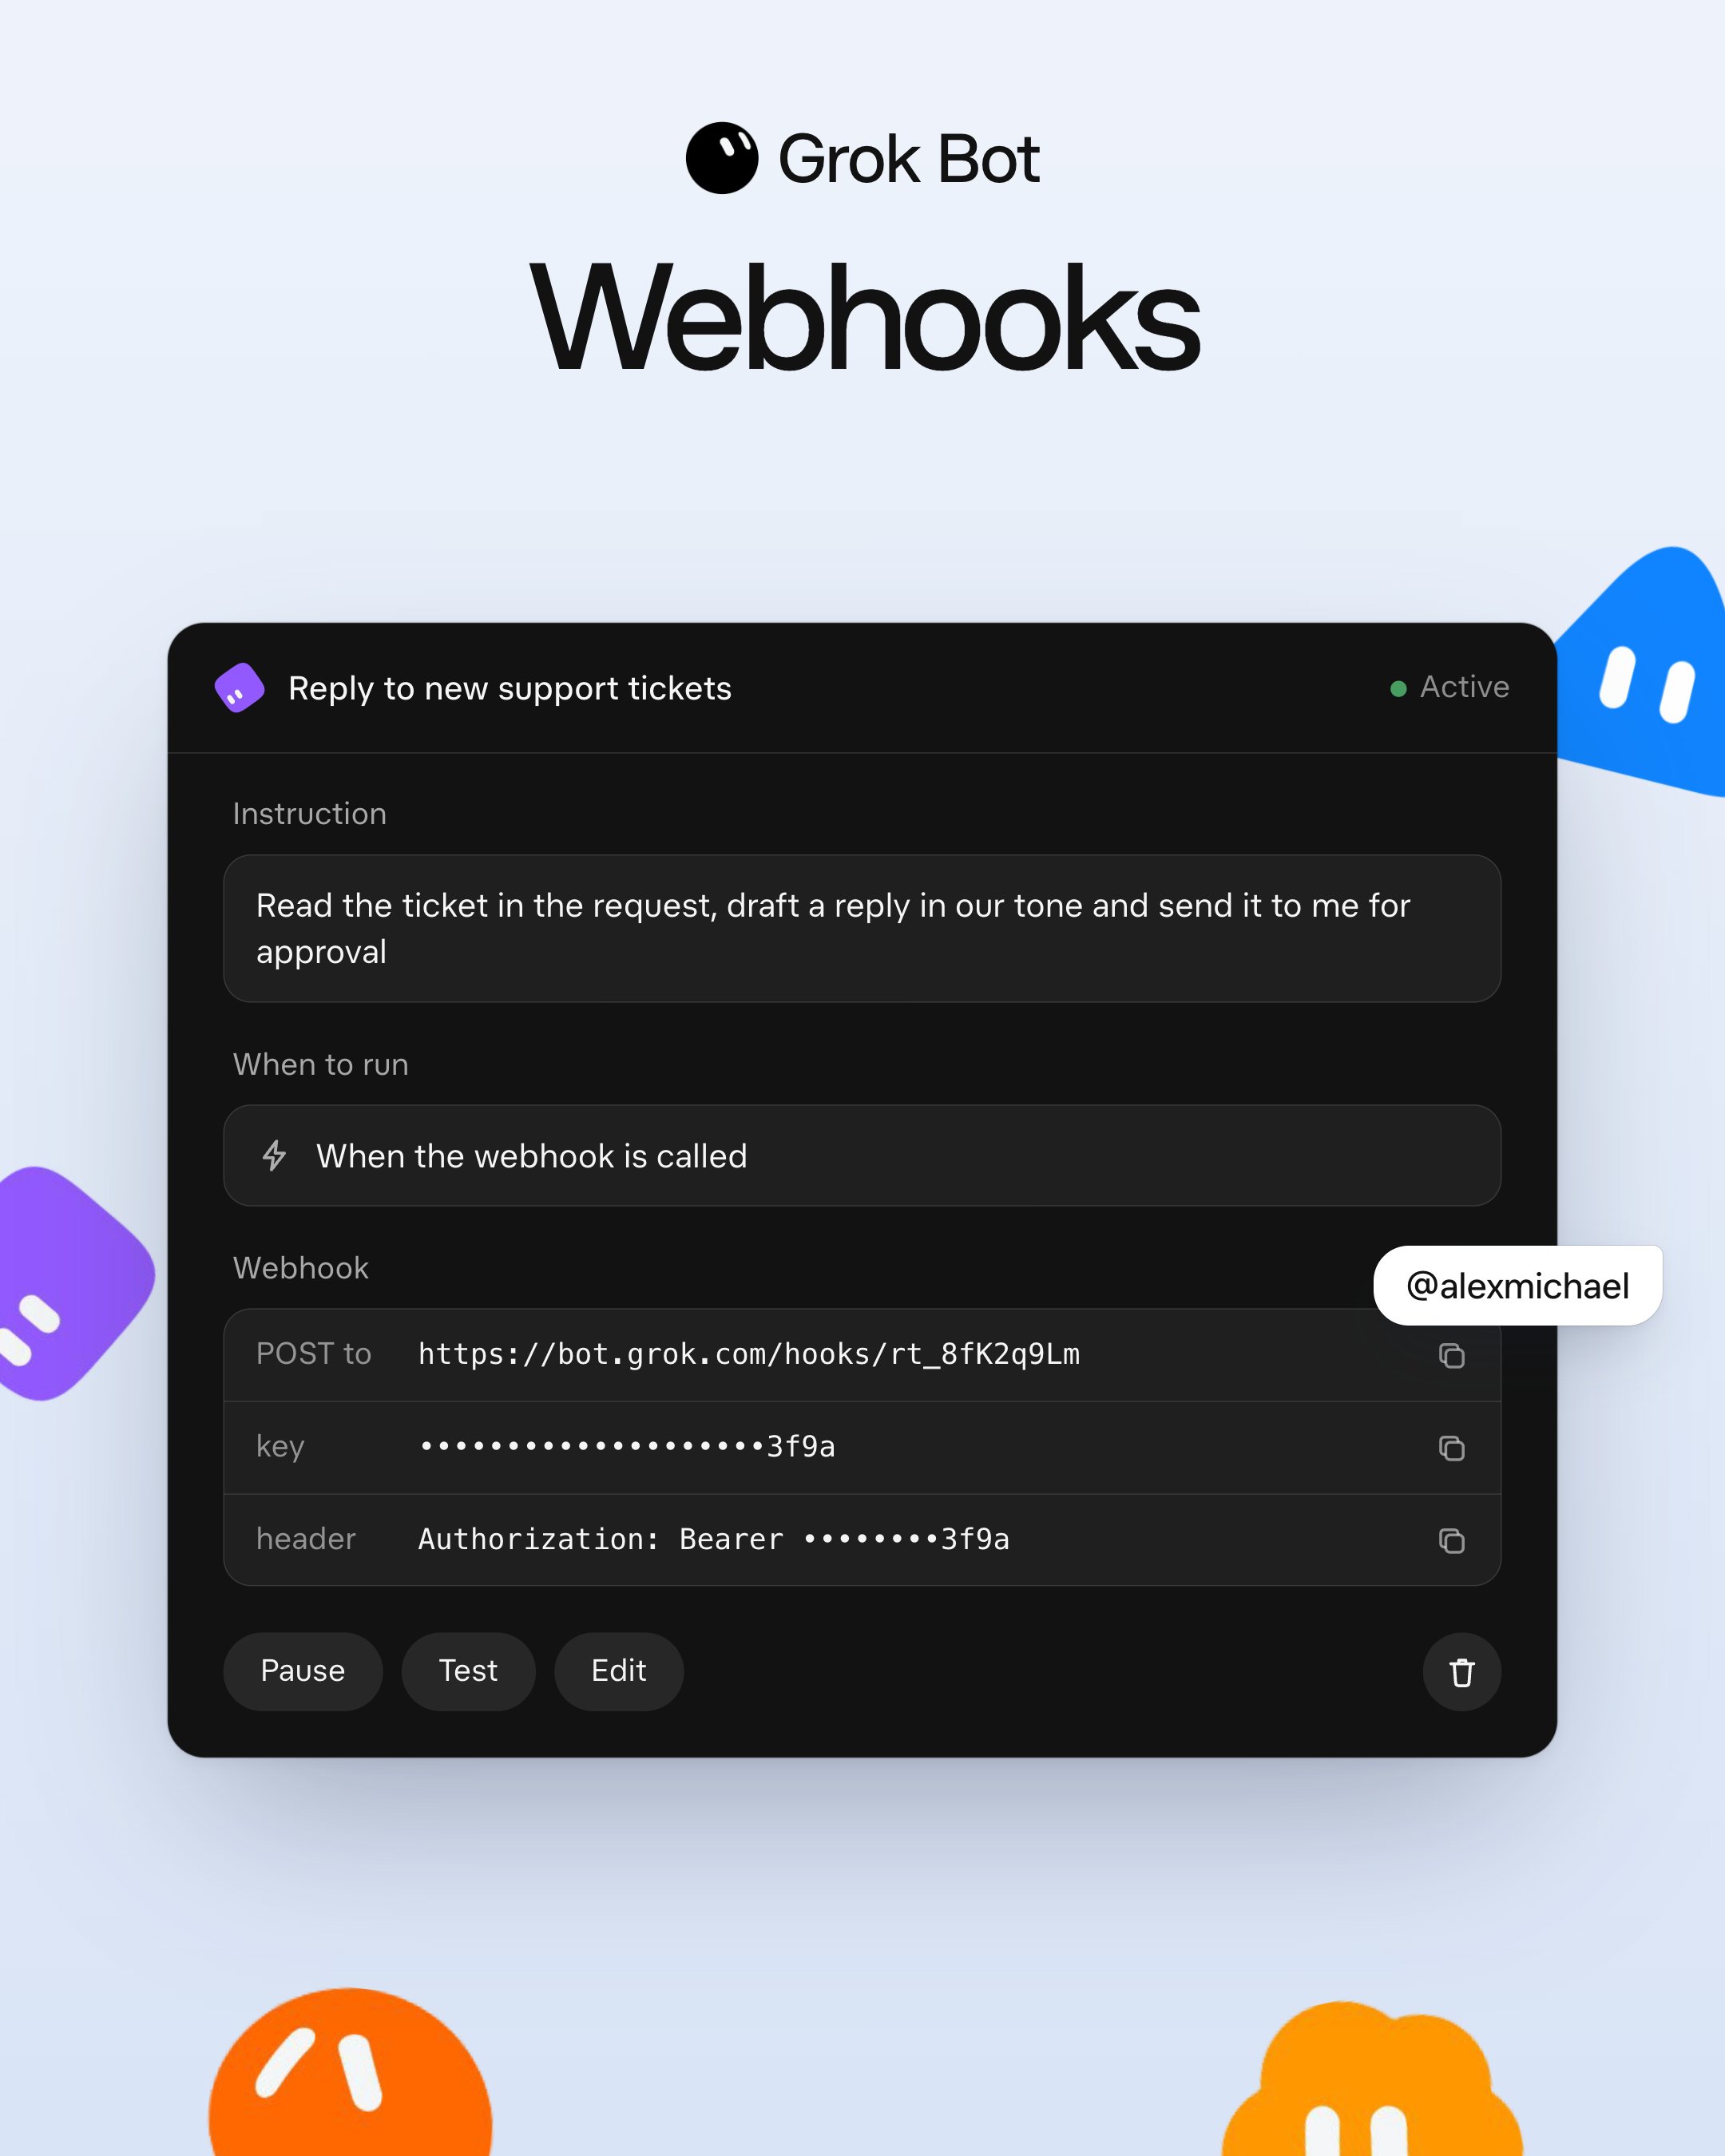 Grok Bot
Webhooks
Reply to new support tickets
Active
Instruction
Read the ticket in the request, draft a reply in our tone and send it to me for
approval
When to run
When the webhook is called
Webhook
@alexmichael
POST to https://bot.grok.com/hooks/rt_8fK2q9Lm
key ••••••••••••••••••••3f9a
header Authorization: Bearer ••••••••3f9a
Pause Test Edit